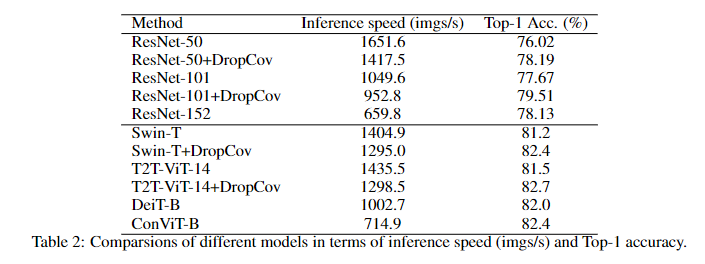 Method Inference speed (imgs/s) Top-1 Acc. (%)
ResNet-50 1651.6 76.02
ResNet-50+DropCov 1417.5 78.19
ResNet-101 1049.6 77.67
ResNet-101+DropCov 952.8 79.51
ResNet-152 659.8 78.13
Swin-T 1404.9 81.2
Swin-T+DropCov 1295.0 82.4
T2T-ViT-14 1435.5 81.5
T2T-ViT-14+DropCov 1298.5 82.7
DeiT-B 1002.7 82.0
ConViT-B 714.9 82.4
Table 2: Comparsions of different models in terms of inference speed (imgs/s) and Top-1 accuracy.